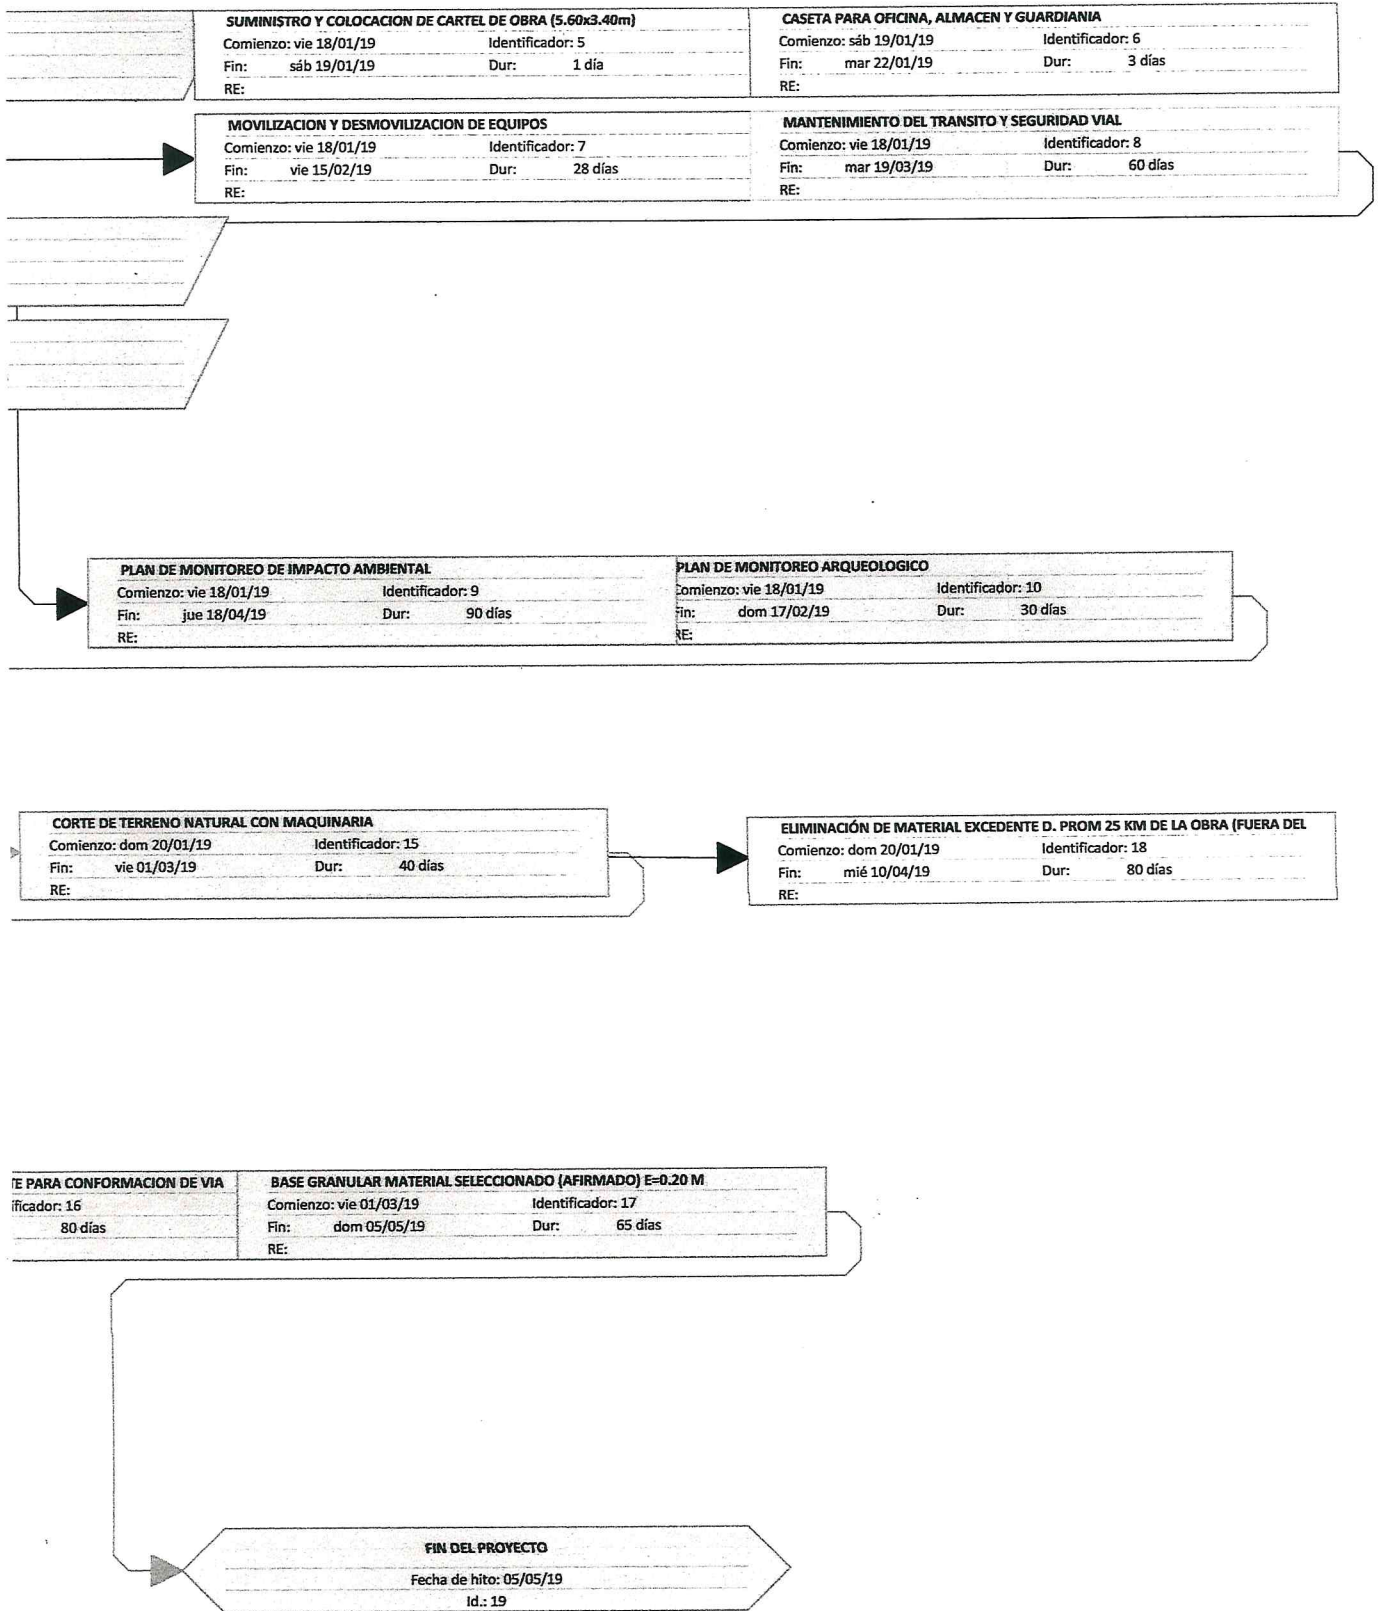 SUMINISTRO Y COLOCACION DE CARTEL DE OBRA (5.60x3.40m)
Comienzo: vie 18/01/19 Identificador: 5
Fin: sáb 19/01/19 Dur: 1 día
RE:
CASETA PARA OFICINA, ALMACEN Y GUARDIANIA
Comienzo: sáb 19/01/19 Identificador: 6
Fin: mar 22/01/19 Dur: 3 días
RE:
MOVILIZACION Y DESMOVILIZACION DE EQUIPOS
Comienzo: vie 18/01/19 Identificador: 7
Fin: vie 15/02/19 Dur: 28 días
RE:
MANTENIMIENTO DEL TRANSITO Y SEGURIDAD VIAL
Comienzo: vie 18/01/19 Identificador: 8
Fin: mar 19/03/19 Dur: 60 días
RE:
PLAN DE MONITOREO DE IMPACTO AMBIENTAL
Comienzo: vie 18/01/19 Identificador: 9
Fin: jue 18/04/19 Dur: 90 días
RE:
PLAN DE MONITOREO ARQUEOLOGICO
Comienzo: vie 18/01/19 Identificador: 10
Fin: dom 17/02/19 Dur: 30 días
RE:
CORTE DE TERRENO NATURAL CON MAQUINARIA
Comienzo: dom 20/01/19 Identificador: 15
Fin: vie 01/03/19 Dur: 40 días
RE:
ELIMINACIÓN DE MATERIAL EXCEDENTE D. PROM 25 KM DE LA OBRA (FUERA DEL
Comienzo: dom 20/01/19 Identificador: 18
Fin: mié 10/04/19 Dur: 80 días
RE:
TE PARA CONFORMACION DE VIA
ificador: 16
80 días
BASE GRANULAR MATERIAL SELECCIONADO (AFIRMADO) E=0.20 M
Comienzo: vie 01/03/19 Identificador: 17
Fin: dom 05/05/19 Dur: 65 días
RE:
FIN DEL PROYECTO
Fecha de hito: 05/05/19
Id.: 19